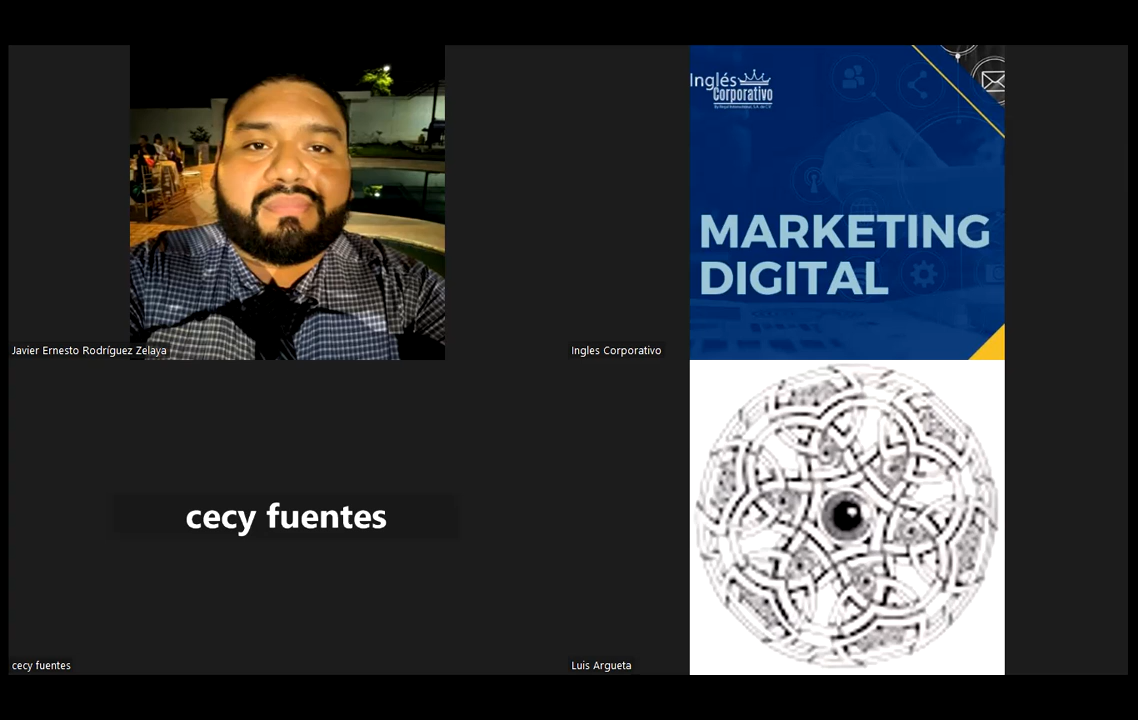 Inglés
Corporativo
MARKETING
DIGITAL
Javier Ernesto Rodríguez Zelaya
Ingles Corporativo
cecy fuentes
cecy fuentes
Luis Argueta